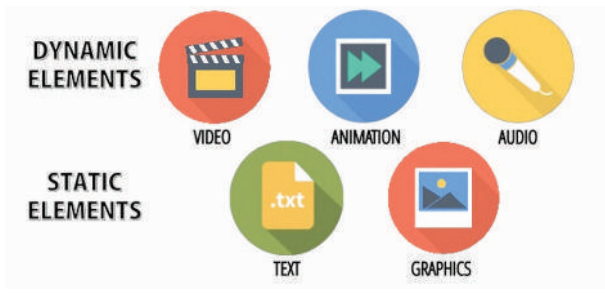 DYNAMIC
ELEMENTS
VIDEO
ANIMATION
AUDIO
STATIC
ELEMENTS
.txt
TEXT
GRAPHICS